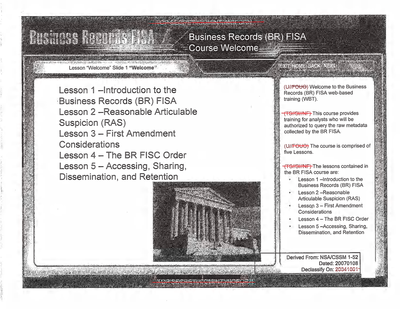 Business Records FISA
Business Records (BR) FISA
Course Welcome
Lesson "Welcome" Slide 1 "Welcome"
EXIT HOME BACK NEXT
Lesson 1 –Introduction to the
Business Records (BR) FISA
Lesson 2 –Reasonable Articulable
Suspicion (RAS)
Lesson 3 – First Amendment
Considerations
Lesson 4 – The BR FISC Order
Lesson 5 – Accessing, Sharing,
Dissemination, and Retention
(U//FOUO) Welcome to the Business
Records (BR) FISA web-based
training (WBT).
(TS//SI//NF) This course provides
training for analysts who will be
authorized to query the raw metadata
collected by the BR FISA.
(U//FOUO) The course is comprised of
five Lessons.
(TS//SI//NF) The lessons contained in
the BR FISA course are:
• Lesson 1 –Introduction to the
Business Records (BR) FISA
• Lesson 2 –Reasonable
Articulable Suspicion (RAS)
• Lesson 3 – First Amendment
Considerations
• Lesson 4 – The BR FISC Order
• Lesson 5 –Accessing, Sharing,
Dissemination, and Retention
Derived From: NSA/CSSM 1-52
Dated: 20070108
Declassify On: